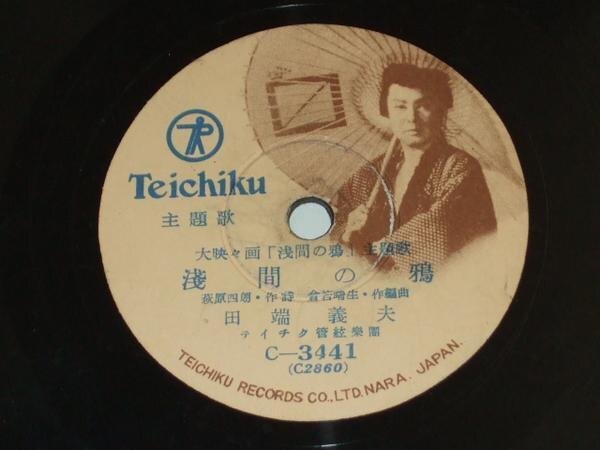 Teichiku
主題歌
大映々画「浅間の鴉」主題歌
淺間の鴉
萩原四朗・作詩 倉若晴生・作編曲
田端義夫
テイチク管絃樂團
C—3441
(C2860)
TEICHIKU RECORDS CO., LTD. NARA. JAPAN.